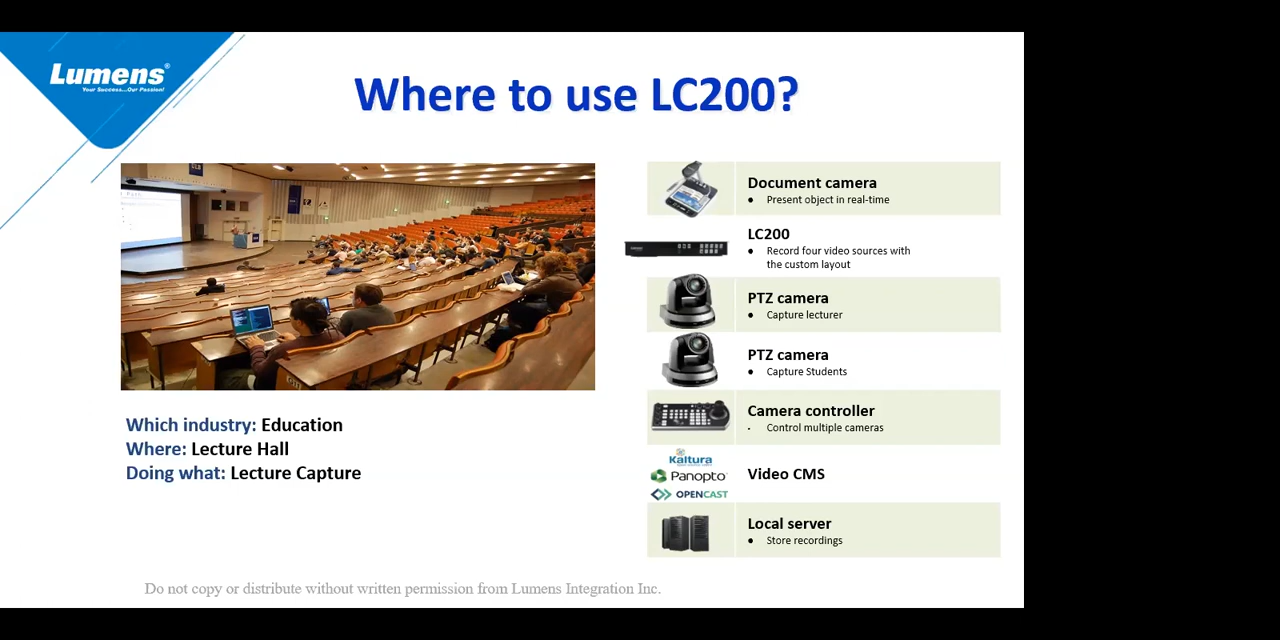 Lumens®
Your Success...Our Passion!
Where to use LC200?
Which industry: Education
Where: Lecture Hall
Doing what: Lecture Capture
Document camera
● Present object in real-time
LC200
● Record four video sources with
the custom layout
PTZ camera
● Capture lecturer
PTZ camera
● Capture Students
Camera controller
· Control multiple cameras
Kaltura
Panopto
OPENCAST
Video CMS
Local server
● Store recordings
Do not copy or distribute without written permission from Lumens Integration Inc.